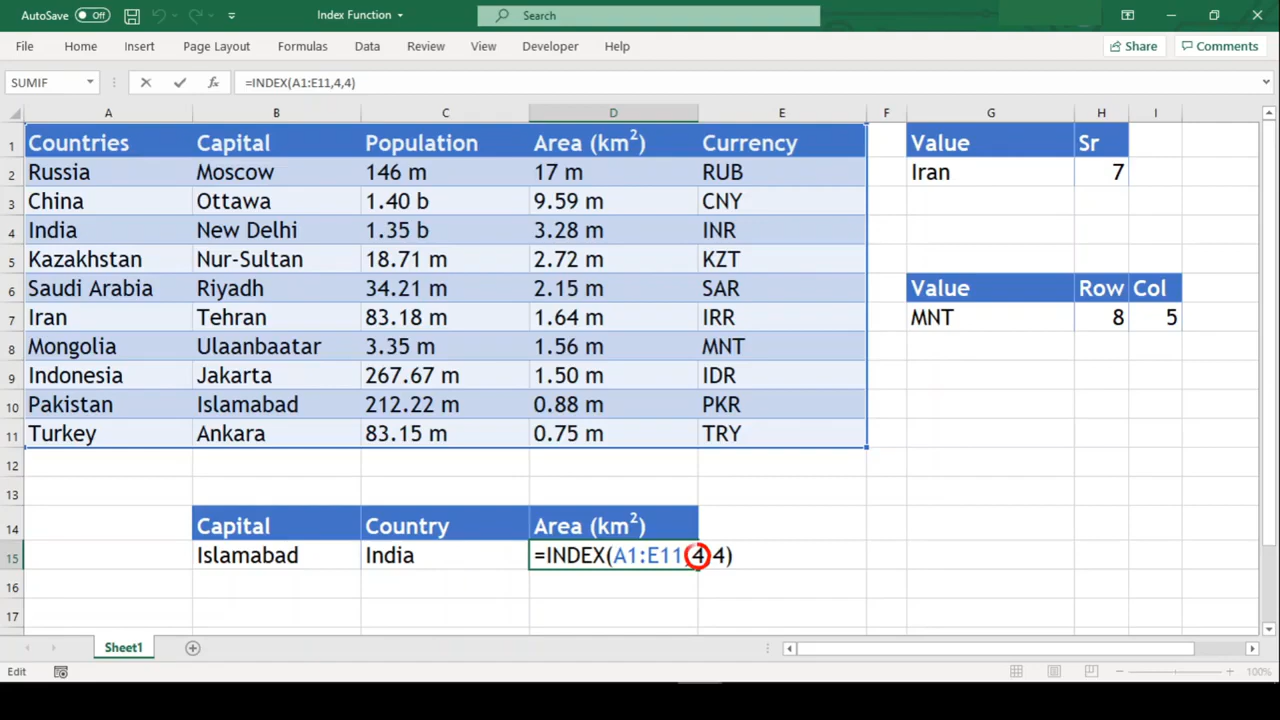 AutoSave Off Index Function Search
File Home Insert Page Layout Formulas Data Review View Developer Help Share Comments
SUMIF fx =INDEX(A1:E11,4,4)
A B C D E F G H I
1 Countries Capital Population Area (km²) Currency Value Sr
2 Russia Moscow 146 m 17 m RUB Iran 7
3 China Ottawa 1.40 b 9.59 m CNY
4 India New Delhi 1.35 b 3.28 m INR
5 Kazakhstan Nur-Sultan 18.71 m 2.72 m KZT
6 Saudi Arabia Riyadh 34.21 m 2.15 m SAR Value Row Col
7 Iran Tehran 83.18 m 1.64 m IRR MNT 8 5
8 Mongolia Ulaanbaatar 3.35 m 1.56 m MNT
9 Indonesia Jakarta 267.67 m 1.50 m IDR
10 Pakistan Islamabad 212.22 m 0.88 m PKR
11 Turkey Ankara 83.15 m 0.75 m TRY
12
13
14 Capital Country Area (km²)
15 Islamabad India =INDEX(A1:E11,4,4)
16
17
Sheet1
Edit 100%